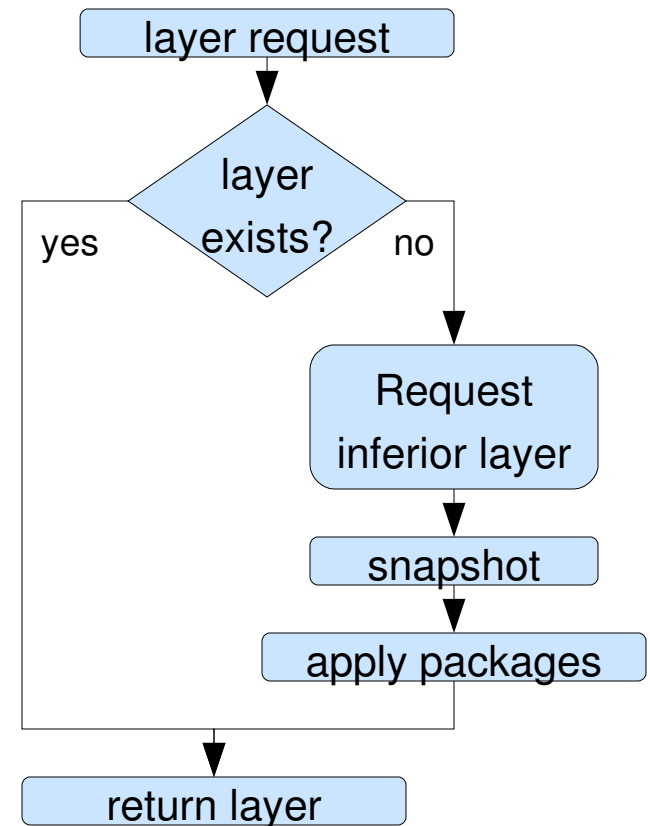 layer request
layer
exists?
yes
no
Request
inferior layer
snapshot
apply packages
return layer